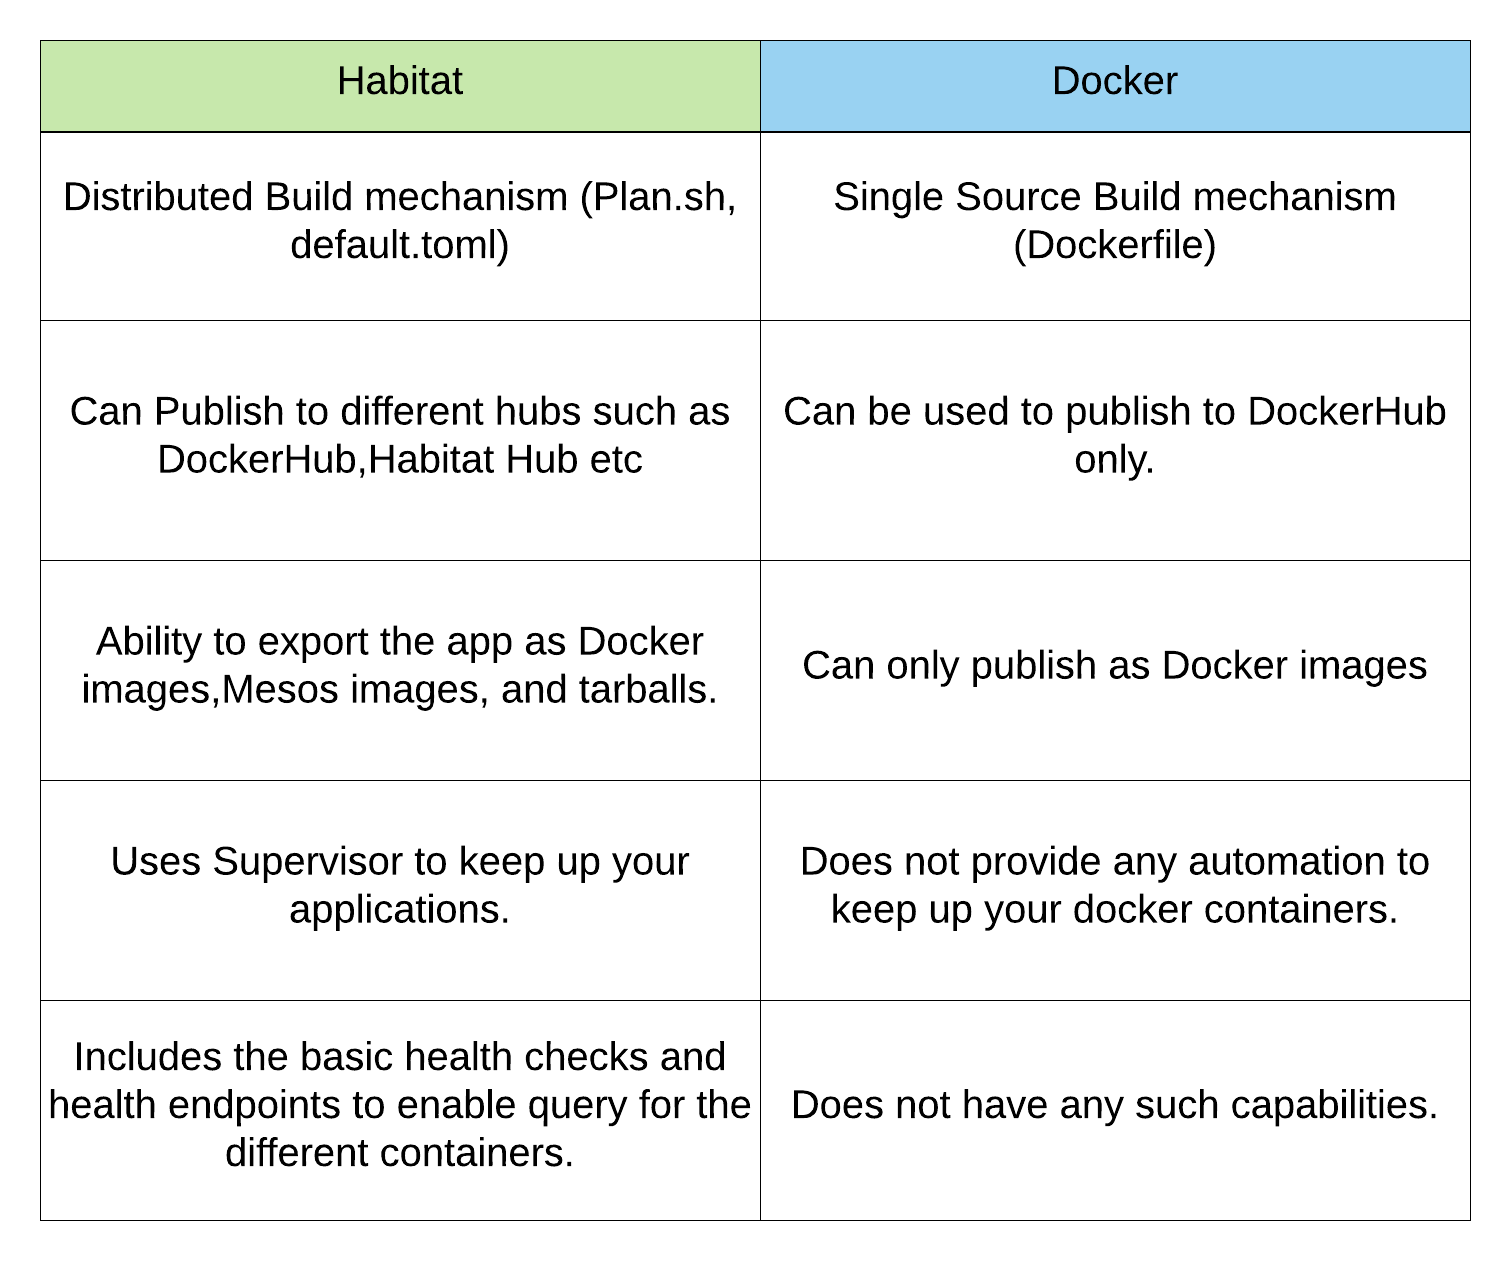 Habitat
Docker
Distributed Build mechanism (Plan.sh,
default.toml)
Single Source Build mechanism
(Dockerfile)
Can Publish to different hubs such as
DockerHub,Habitat Hub etc
Can be used to publish to DockerHub
only.
Ability to export the app as Docker
images,Mesos images, and tarballs.
Can only publish as Docker images
Uses Supervisor to keep up your
applications.
Does not provide any automation to
keep up your docker containers.
Includes the basic health checks and
health endpoints to enable query for the
different containers.
Does not have any such capabilities.